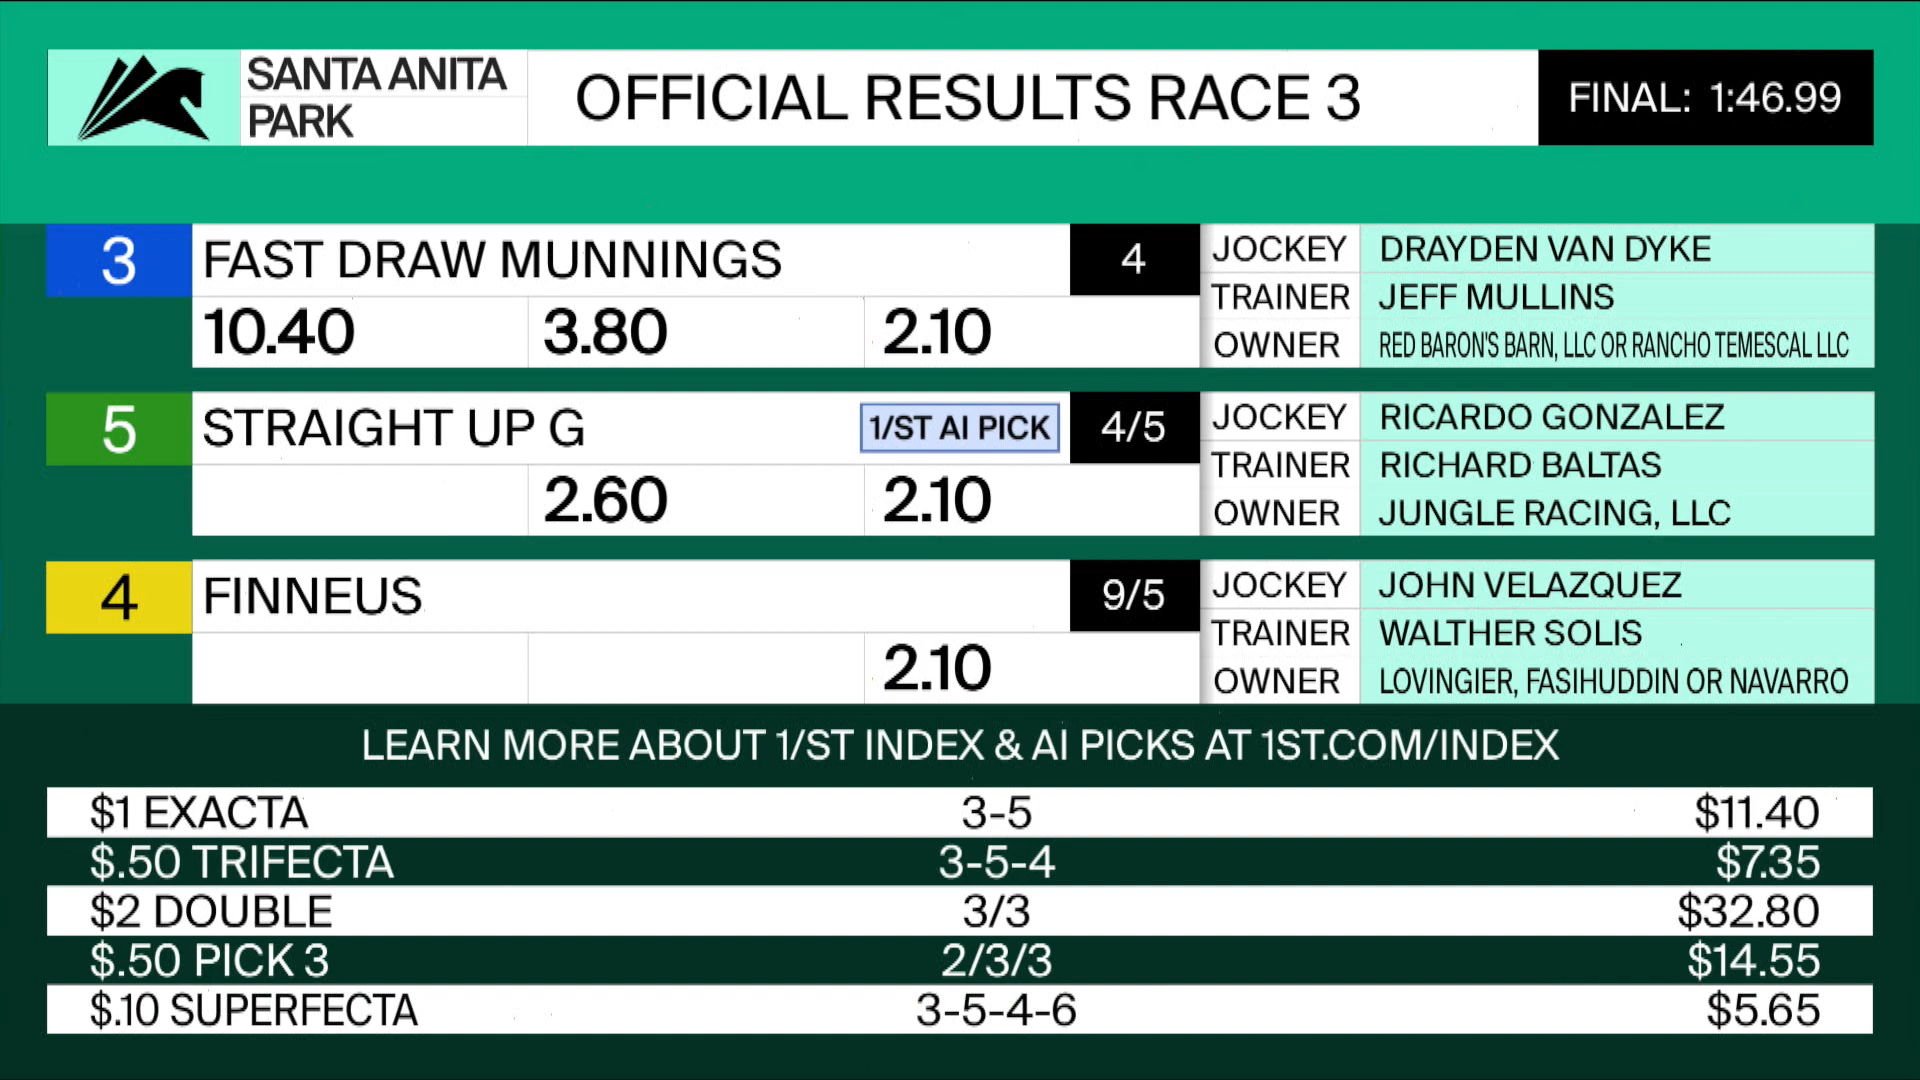 SANTA ANITA
PARK
OFFICIAL RESULTS RACE 3
FINAL: 1:46.99
3 FAST DRAW MUNNINGS 4
10.40 3.80 2.10
JOCKEY DRAYDEN VAN DYKE
TRAINER JEFF MULLINS
OWNER RED BARON'S BARN, LLC OR RANCHO TEMESCAL LLC
5 STRAIGHT UP G 1/ST AI PICK 4/5
2.60 2.10
JOCKEY RICARDO GONZALEZ
TRAINER RICHARD BALTAS
OWNER JUNGLE RACING, LLC
4 FINNEUS 9/5
2.10
JOCKEY JOHN VELAZQUEZ
TRAINER WALTHER SOLIS
OWNER LOVINGIER, FASIHUDDIN OR NAVARRO
LEARN MORE ABOUT 1/ST INDEX & AI PICKS AT 1ST.COM/INDEX
$1 EXACTA 3-5 $11.40
$.50 TRIFECTA 3-5-4 $7.35
$2 DOUBLE 3/3 $32.80
$.50 PICK 3 2/3/3 $14.55
$.10 SUPERFECTA 3-5-4-6 $5.65